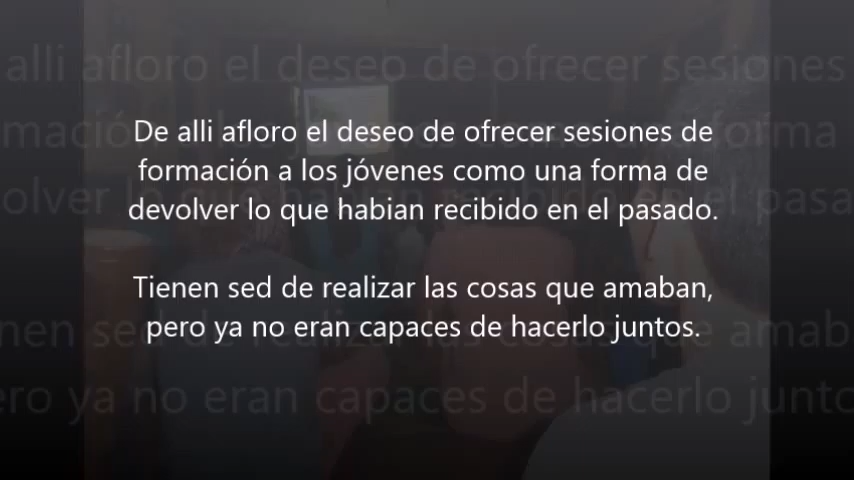 De alli afloro el deseo de ofrecer sesiones de
formación a los jóvenes como una forma de
devolver lo que habian recibido en el pasado.
Tienen sed de realizar las cosas que amaban,
pero ya no eran capaces de hacerlo juntos.